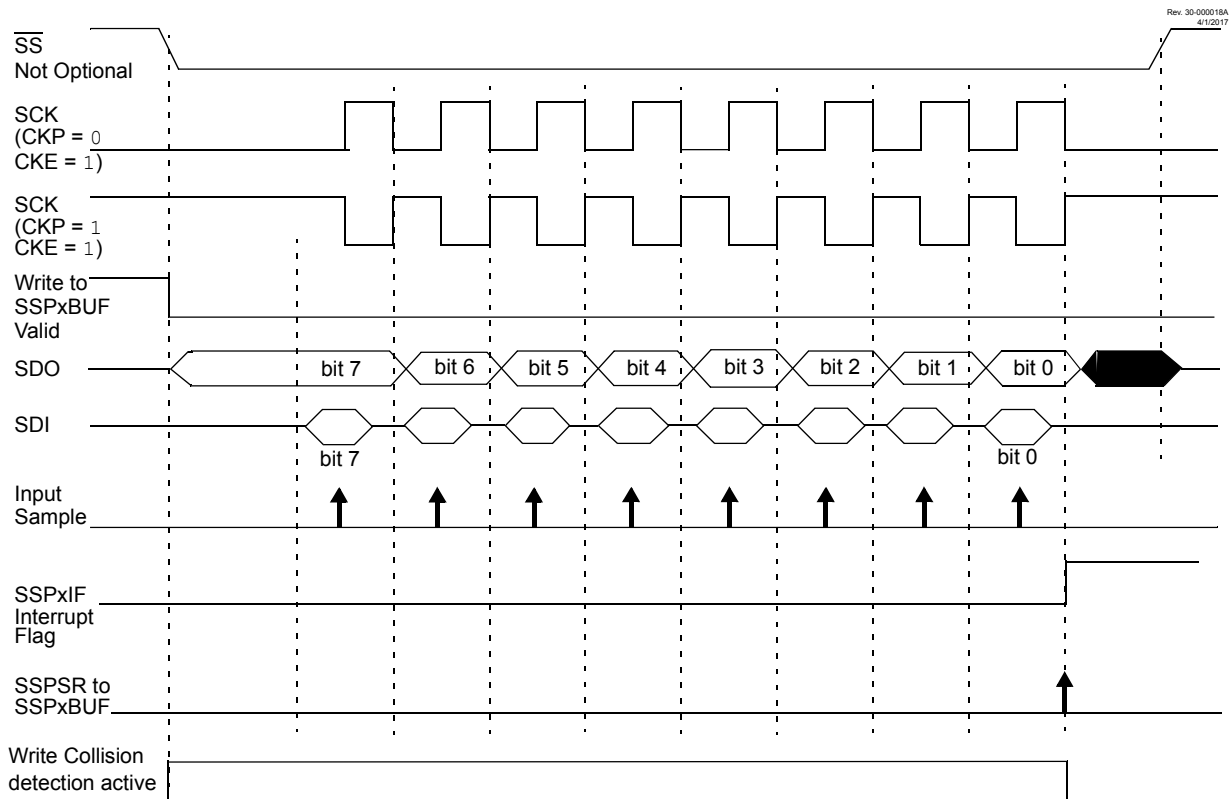 Rev. 30-000018A
4/1/2017
SS
Not Optional
SCK
(CKP = 0
CKE = 1)
SCK
(CKP = 1
CKE = 1)
Write to
SSPxBUF
Valid
SDO
bit 7 bit 6 bit 5 bit 4 bit 3 bit 2 bit 1 bit 0
SDI
bit 7 bit 0
Input
Sample
SSPxIF
Interrupt
Flag
SSPSR to
SSPxBUF
Write Collision
detection active